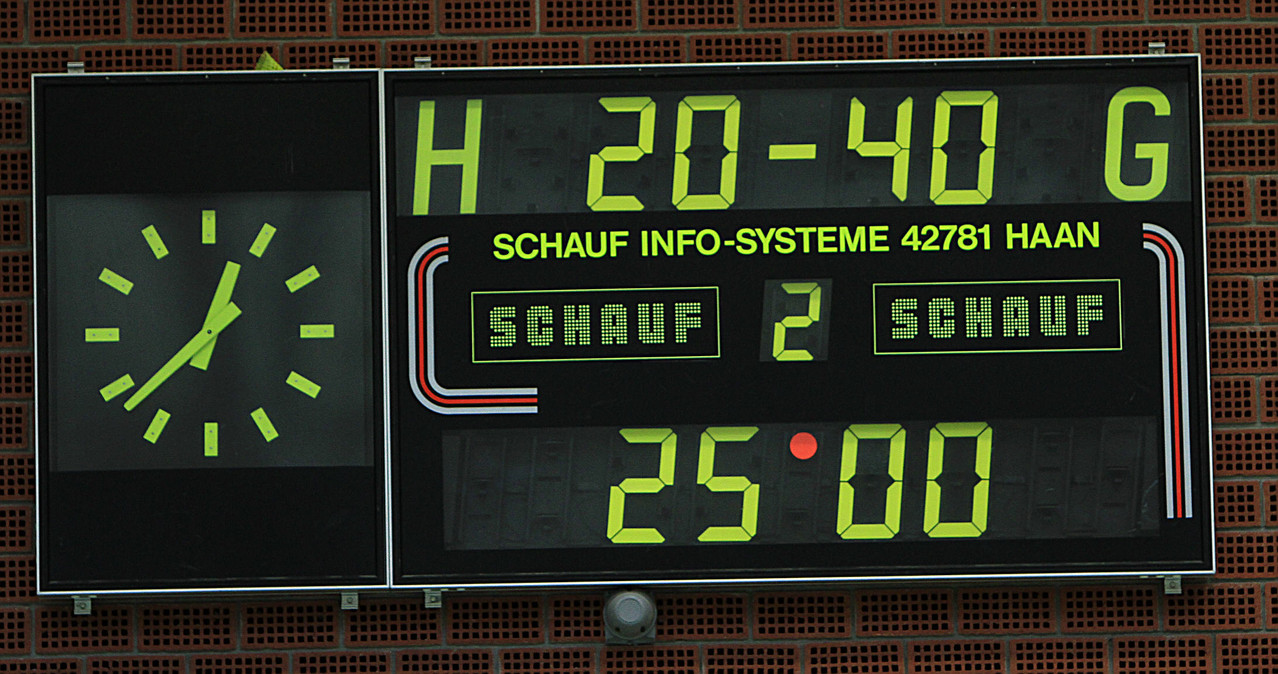 H 20-40 G
SCHAUF INFO-SYSTEME 42781 HAAN
SCHAUF 2 SCHAUF
25 00